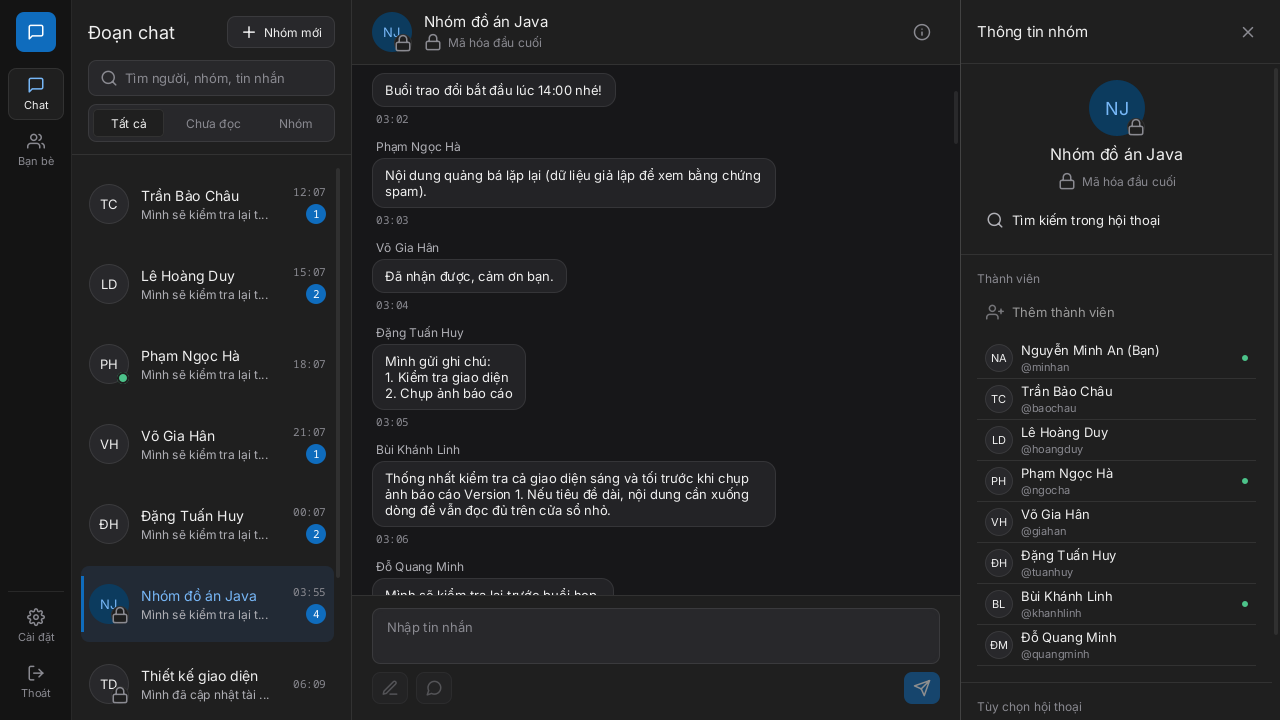 Chat
Bạn bè
Cài đặt
Thoát
Đoạn chat
Nhóm mới
Tìm người, nhóm, tin nhắn
Tất cả
Chưa đọc
Nhóm
TC
Trần Bảo Châu
12:07
Mình sẽ kiểm tra lại t...
1
LD
Lê Hoàng Duy
15:07
Mình sẽ kiểm tra lại t...
2
PH
Phạm Ngọc Hà
18:07
Mình sẽ kiểm tra lại t...
VH
Võ Gia Hân
21:07
Mình sẽ kiểm tra lại t...
1
ĐH
Đặng Tuấn Huy
00:07
Mình sẽ kiểm tra lại t...
2
NJ
Nhóm đồ án Java
03:55
Mình sẽ kiểm tra lại t...
4
TD
Thiết kế giao diện
06:09
Mình đã cập nhật tài ...
NJ
Nhóm đồ án Java
Mã hóa đầu cuối
Buổi trao đổi bắt đầu lúc 14:00 nhé!
03:02
Phạm Ngọc Hà
Nội dung quảng bá lặp lại (dữ liệu giả lập để xem bằng chứng
spam).
03:03
Võ Gia Hân
Đã nhận được, cảm ơn bạn.
03:04
Đặng Tuấn Huy
Mình gửi ghi chú:
1. Kiểm tra giao diện
2. Chụp ảnh báo cáo
03:05
Bùi Khánh Linh
Thống nhất kiểm tra cả giao diện sáng và tối trước khi chụp
ảnh báo cáo Version 1. Nếu tiêu đề dài, nội dung cần xuống
dòng để vẫn đọc đủ trên cửa sổ nhỏ.
03:06
Đỗ Quang Minh
Mình sẽ kiểm tra lại trước buổi hẹn.
Nhập tin nhắn
Thông tin nhóm
NJ
Nhóm đồ án Java
Mã hóa đầu cuối
Tìm kiếm trong hội thoại
Thành viên
Thêm thành viên
NA
Nguyễn Minh An (Bạn)
@minhan
TC
Trần Bảo Châu
@baochau
LD
Lê Hoàng Duy
@hoangduy
PH
Phạm Ngọc Hà
@ngocha
VH
Võ Gia Hân
@giahan
ĐH
Đặng Tuấn Huy
@tuanhuy
BL
Bùi Khánh Linh
@khanhlinh
ĐM
Đỗ Quang Minh
@quangminh
Tùy chọn hội thoại